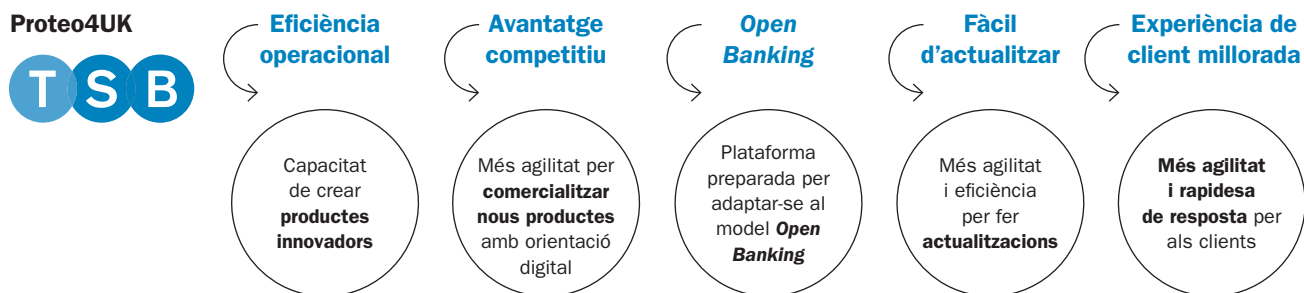 Proteo4UK
TSB
Eficiència
operacional
Capacitat
de crear
productes
innovadors
Avantatge
competitiu
Més agilitat per
comercialitzar
nous productes
amb orientació
digital
Open
Banking
Plataforma
preparada per
adaptar-se al
model Open
Banking
Fàcil
d’actualitzar
Més agilitat
i eficiència
per fer
actualitzacions
Experiència de
client millorada
Més agilitat
i rapidesa
de resposta per
als clients